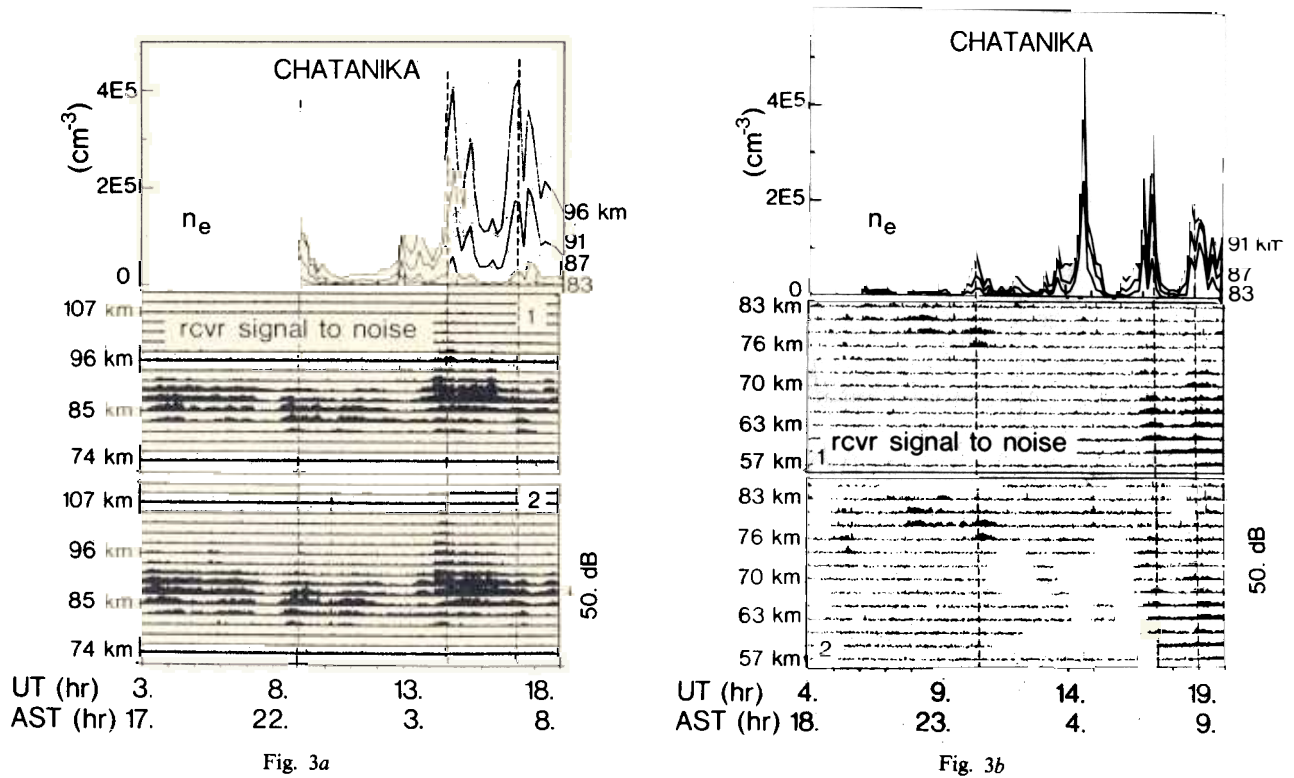 CHATANIKA
4E5
(cm-3)
2E5
ne
0
96 km
91
87
83
107 km
rcvr signal to noise
1
96 km
85 km
74 km
107 km
2
96 km
85 km
74 km
50. dB
UT (hr) 3. 8. 13. 18.
AST (hr) 17. 22. 3. 8.
Fig. 3a
CHATANIKA
4E5
(cm-3)
2E5
ne
0
91 km
87
83
83 km
76 km
70 km
63 km
rcvr signal to noise
57 km
1
83 km
76 km
70 km
63 km
57 km
2
50. dB
UT (hr) 4. 9. 14. 19.
AST (hr) 18. 23. 4. 9.
Fig. 3b